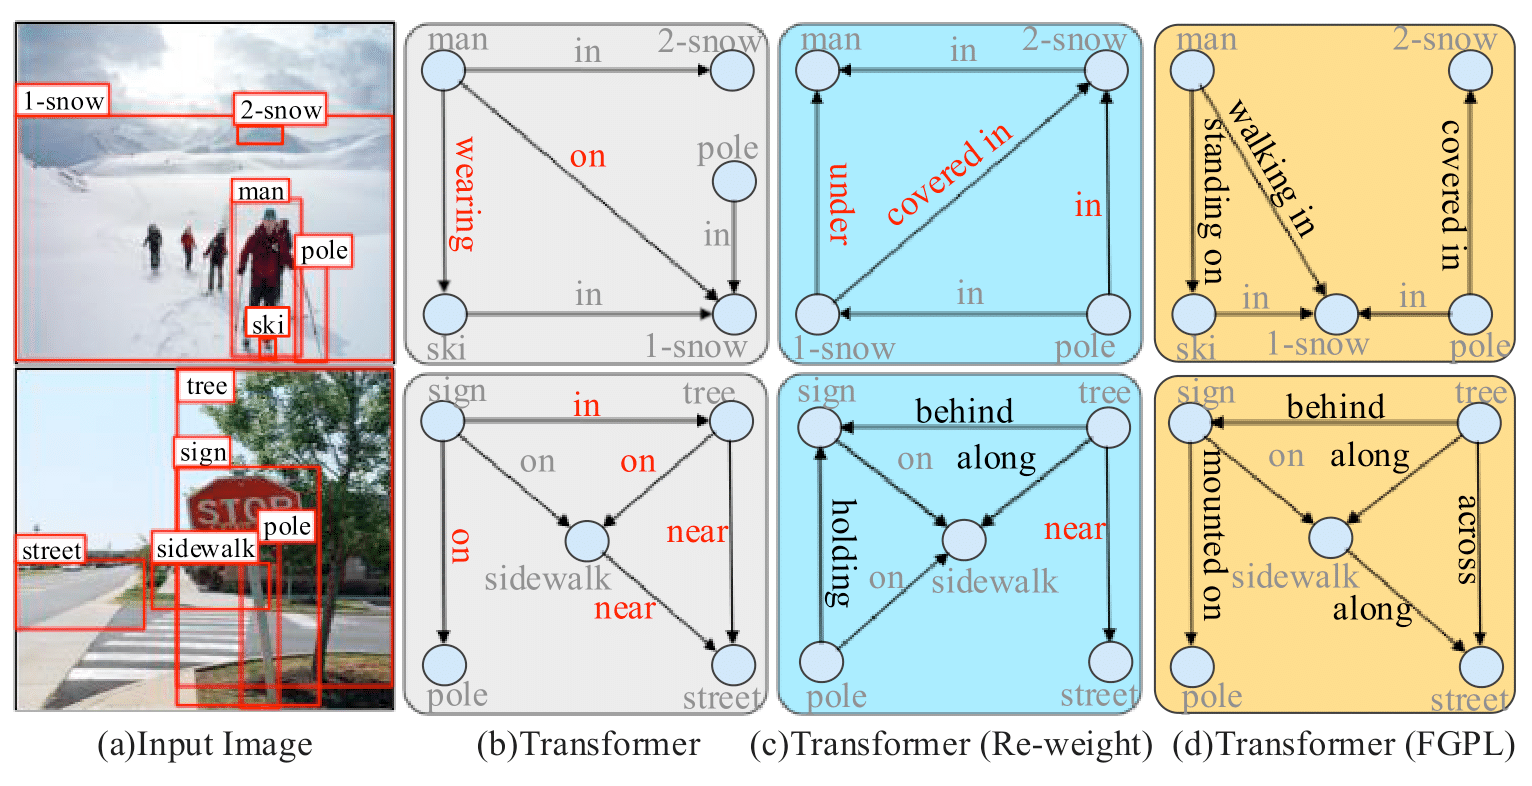 1-snow
2-snow
man
pole
ski
man
in
2-snow
wearing
on
pole
in
ski
in
1-snow
man
in
2-snow
under
covered in
in
1-snow
in
pole
man
2-snow
standing on
walking in
covered in
ski
in
1-snow
in
pole
tree
sign
STOP
pole
street
sidewalk
sign
in
tree
on
on
on
near
sidewalk
near
pole
street
sign
behind
tree
on
along
holding
near
on
sidewalk
pole
street
sign
behind
tree
mounted on
on
along
across
sidewalk
along
pole
street
(a)Input Image
(b)Transformer
(c)Transformer (Re-weight)
(d)Transformer (FGPL)